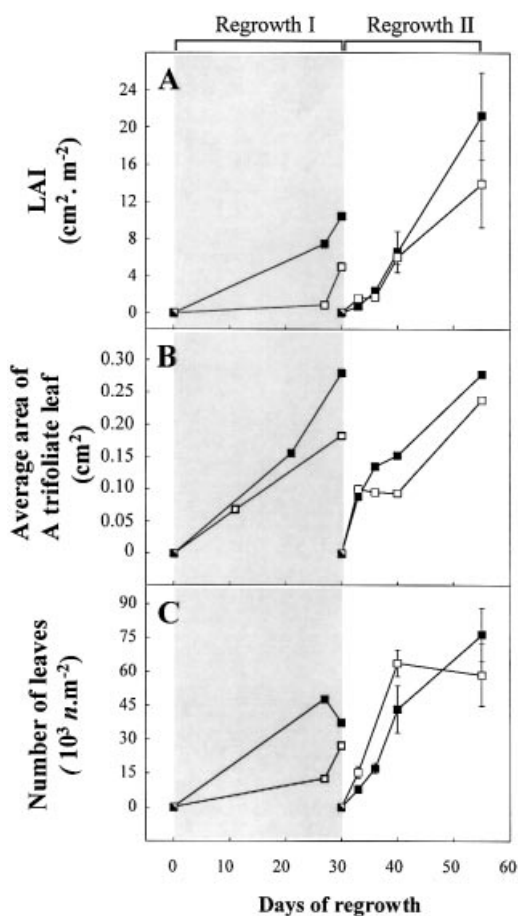 Regrowth I Regrowth II
A
LAI
(cm². m⁻²)
24
20
16
12
8
4
0
B
Average area of
A trifoliate leaf
(cm²)
0.30
0.25
0.20
0.15
0.10
0.05
0
C
Number of leaves
( 10³ n.m⁻²)
90
75
60
45
30
15
0
0 10 20 30 40 50 60
Days of regrowth